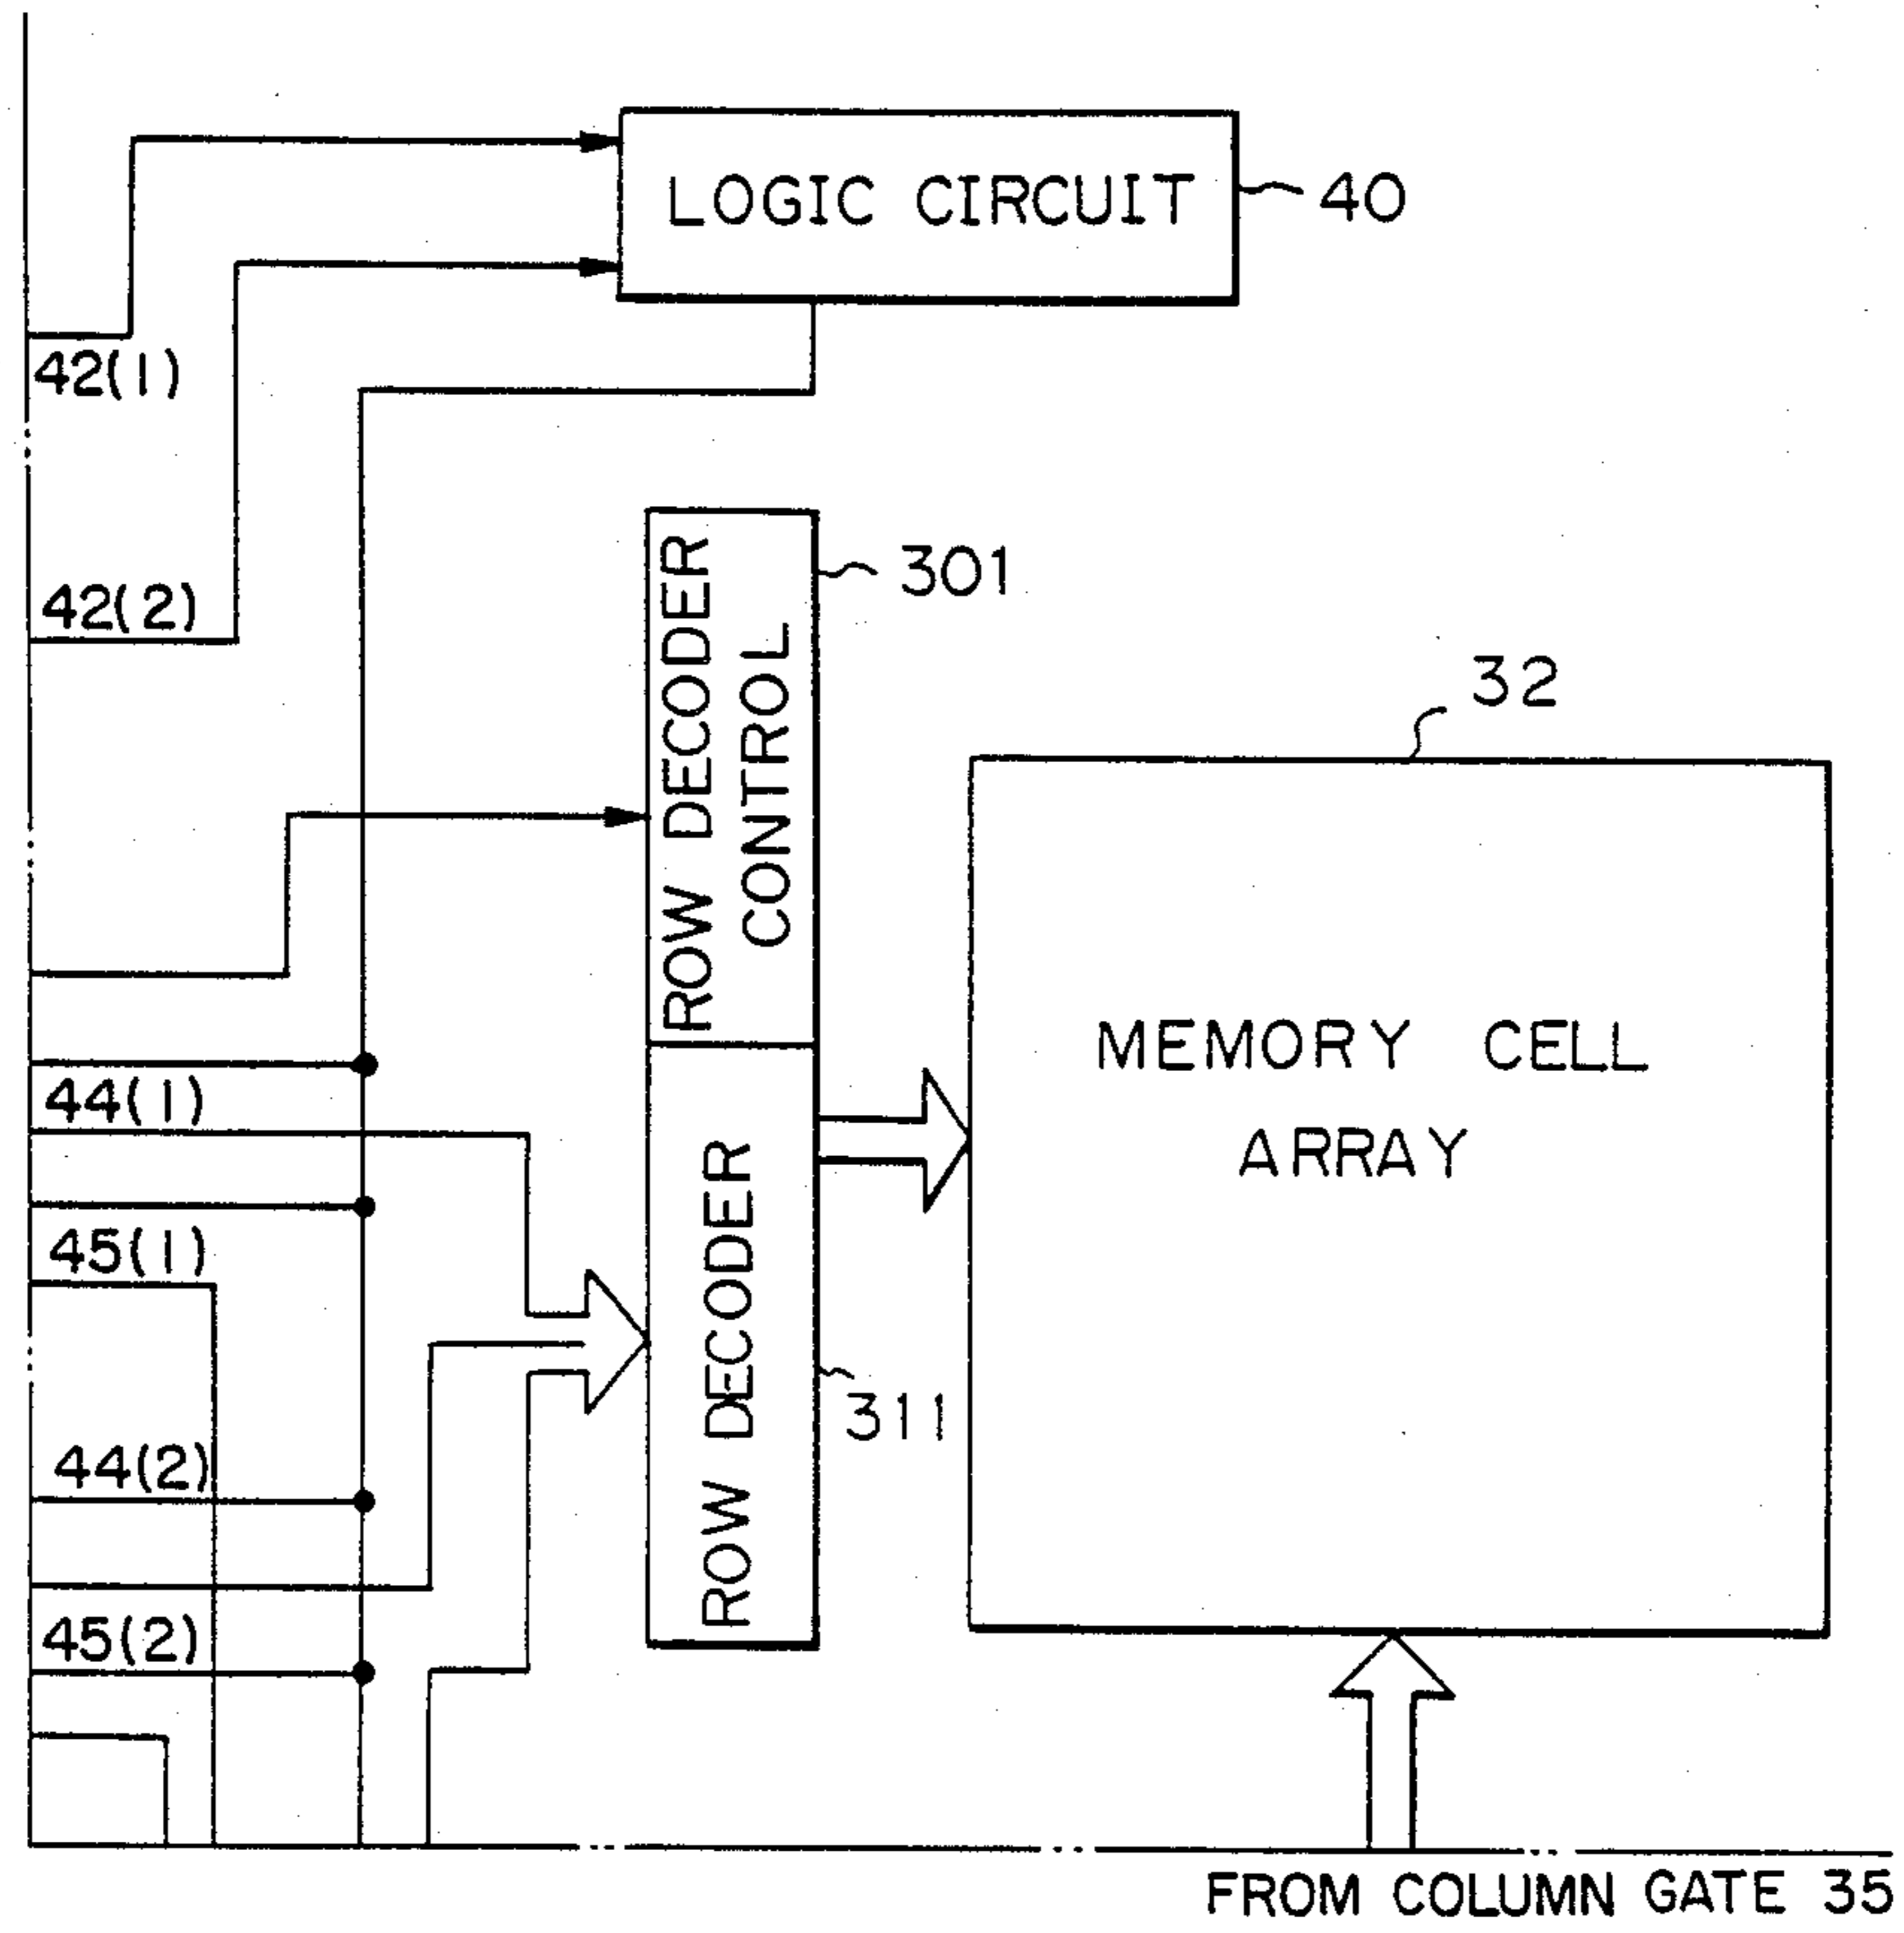 LOGIC CIRCUIT
40
42(1)
42(2)
ROW DECODER
CONTROL
301
32
MEMORY CELL
ARRAY
44(1)
45(1)
ROW DECODER
311
44(2)
45(2)
FROM COLUMN GATE 35